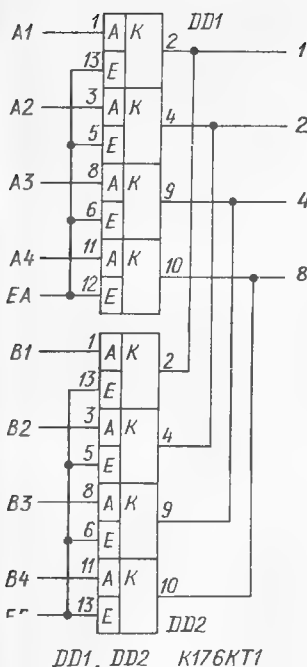 DD1
A1 1 A K 2 1
13 E
A2 3 A K 4 2
5 E
A3 8 A K 9 4
6 E
A4 11 A K 10 8
EA 12 E
B1 1 A K 2
13 E
B2 3 A K 4
5 E
B3 8 A K 9
6 E
B4 11 A K 10
13 E
DD2
DD1, DD2 К176КТ1